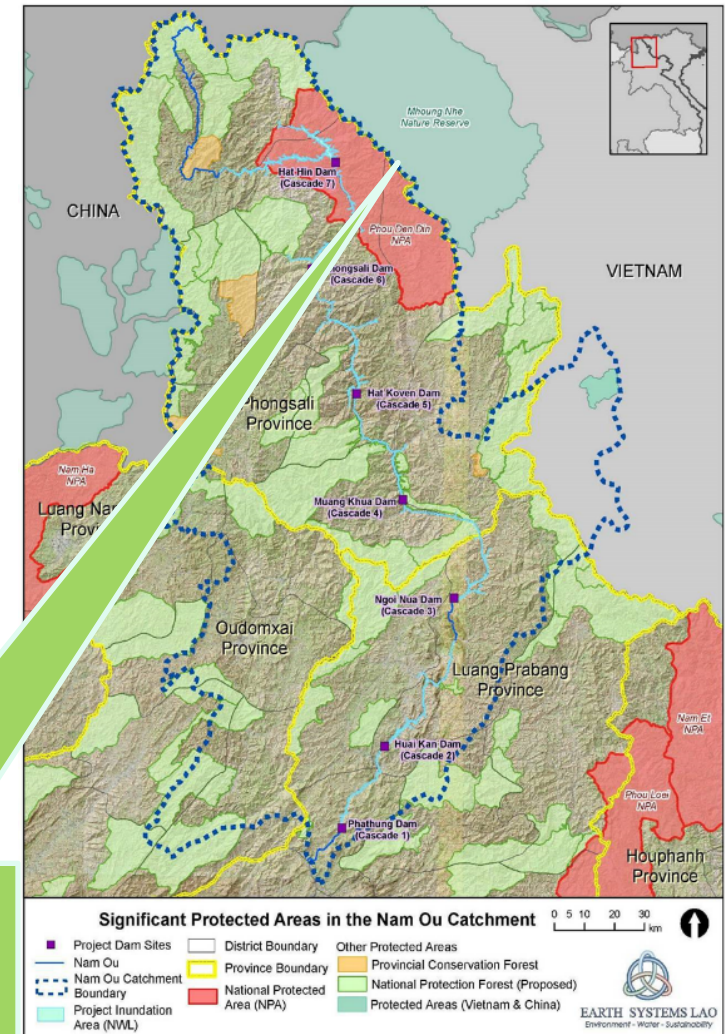 Mhoung Nhe
Nature Reserve
Hat Hin Dam
(Cascade 7)
CHINA
Phou Den Din
NPA
VIETNAM
Dam
(Cascade 6)
Hat Koven Dam
(Cascade 5)
Province
Nam Ha
NPA
Luang
Muang Khua Dam
(Cascade 4)
Ngoi Nua Dam
(Cascade 3)
Oudomxai
Province
Luang Prabang
Province
Nam Et
NPA
Huai Kan Dam
(Cascade 2)
Phou Loei
NPA
Phathung Dam
(Cascade 1)
Houphanh
Province
Significant Protected Areas in the Nam Ou Catchment
0 5 10 20 30
km
Project Dam Sites
Nam Ou
Nam Ou Catchment
Boundary
Project Inundation
Area (NWL)
District Boundary
Province Boundary
National Protected
Area (NPA)
Other Protected Areas
Provincial Conservation Forest
National Protection Forest (Proposed)
Protected Areas (Vietnam & China)
EARTH SYSTEMS LAO
Environment - Water - Sustainability